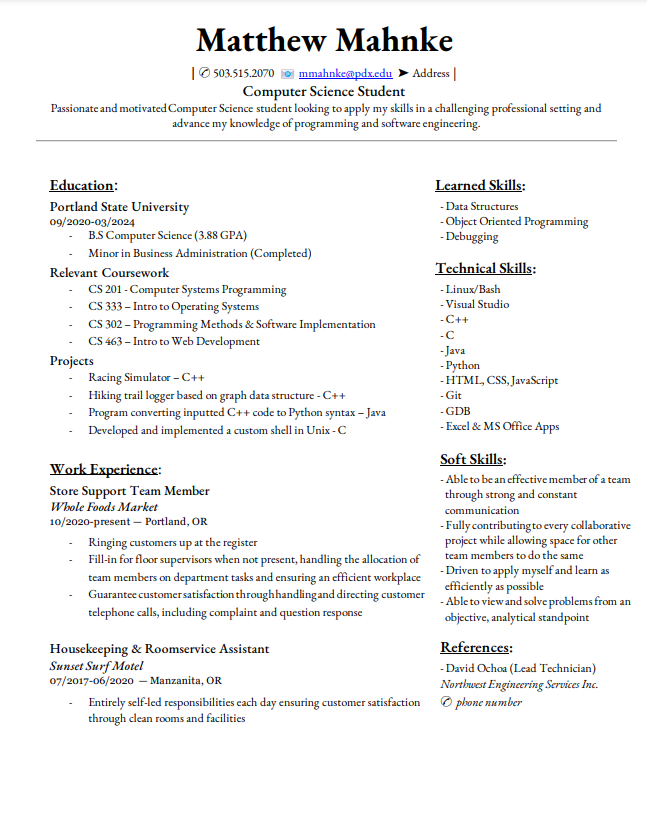 Matthew Mahnke
| ✆ 503.515.2070 📧 mmahnke@pdx.edu ➤ Address |
Computer Science Student
Passionate and motivated Computer Science student looking to apply my skills in a challenging professional setting and
advance my knowledge of programming and software engineering.
Education:
Portland State University
09/2020-03/2024
- B.S Computer Science (3.88 GPA)
- Minor in Business Administration (Completed)
Relevant Coursework
- CS 201 - Computer Systems Programming
- CS 333 – Intro to Operating Systems
- CS 302 – Programming Methods & Software Implementation
- CS 463 – Intro to Web Development
Projects
- Racing Simulator – C++
- Hiking trail logger based on graph data structure - C++
- Program converting inputted C++ code to Python syntax – Java
- Developed and implemented a custom shell in Unix - C
Work Experience:
Store Support Team Member
Whole Foods Market
10/2020-present — Portland, OR
- Ringing customers up at the register
- Fill-in for floor supervisors when not present, handling the allocation of
team members on department tasks and ensuring an efficient workplace
- Guarantee customer satisfaction through handling and directing customer
telephone calls, including complaint and question response
Housekeeping & Roomservice Assistant
Sunset Surf Motel
07/2017-06/2020 — Manzanita, OR
- Entirely self-led responsibilities each day ensuring customer satisfaction
through clean rooms and facilities
Learned Skills:
- Data Structures
- Object Oriented Programming
- Debugging
Technical Skills:
- Linux/Bash
- Visual Studio
- C++
- C
- Java
- Python
- HTML, CSS, JavaScript
- Git
- GDB
- Excel & MS Office Apps
Soft Skills:
- Able to be an effective member of a team
through strong and constant
communication
- Fully contributing to every collaborative
project while allowing space for other
team members to do the same
- Driven to apply myself and learn as
efficiently as possible
- Able to view and solve problems from an
objective, analytical standpoint
References:
- David Ochoa (Lead Technician)
Northwest Engineering Services Inc.
✆ phone number